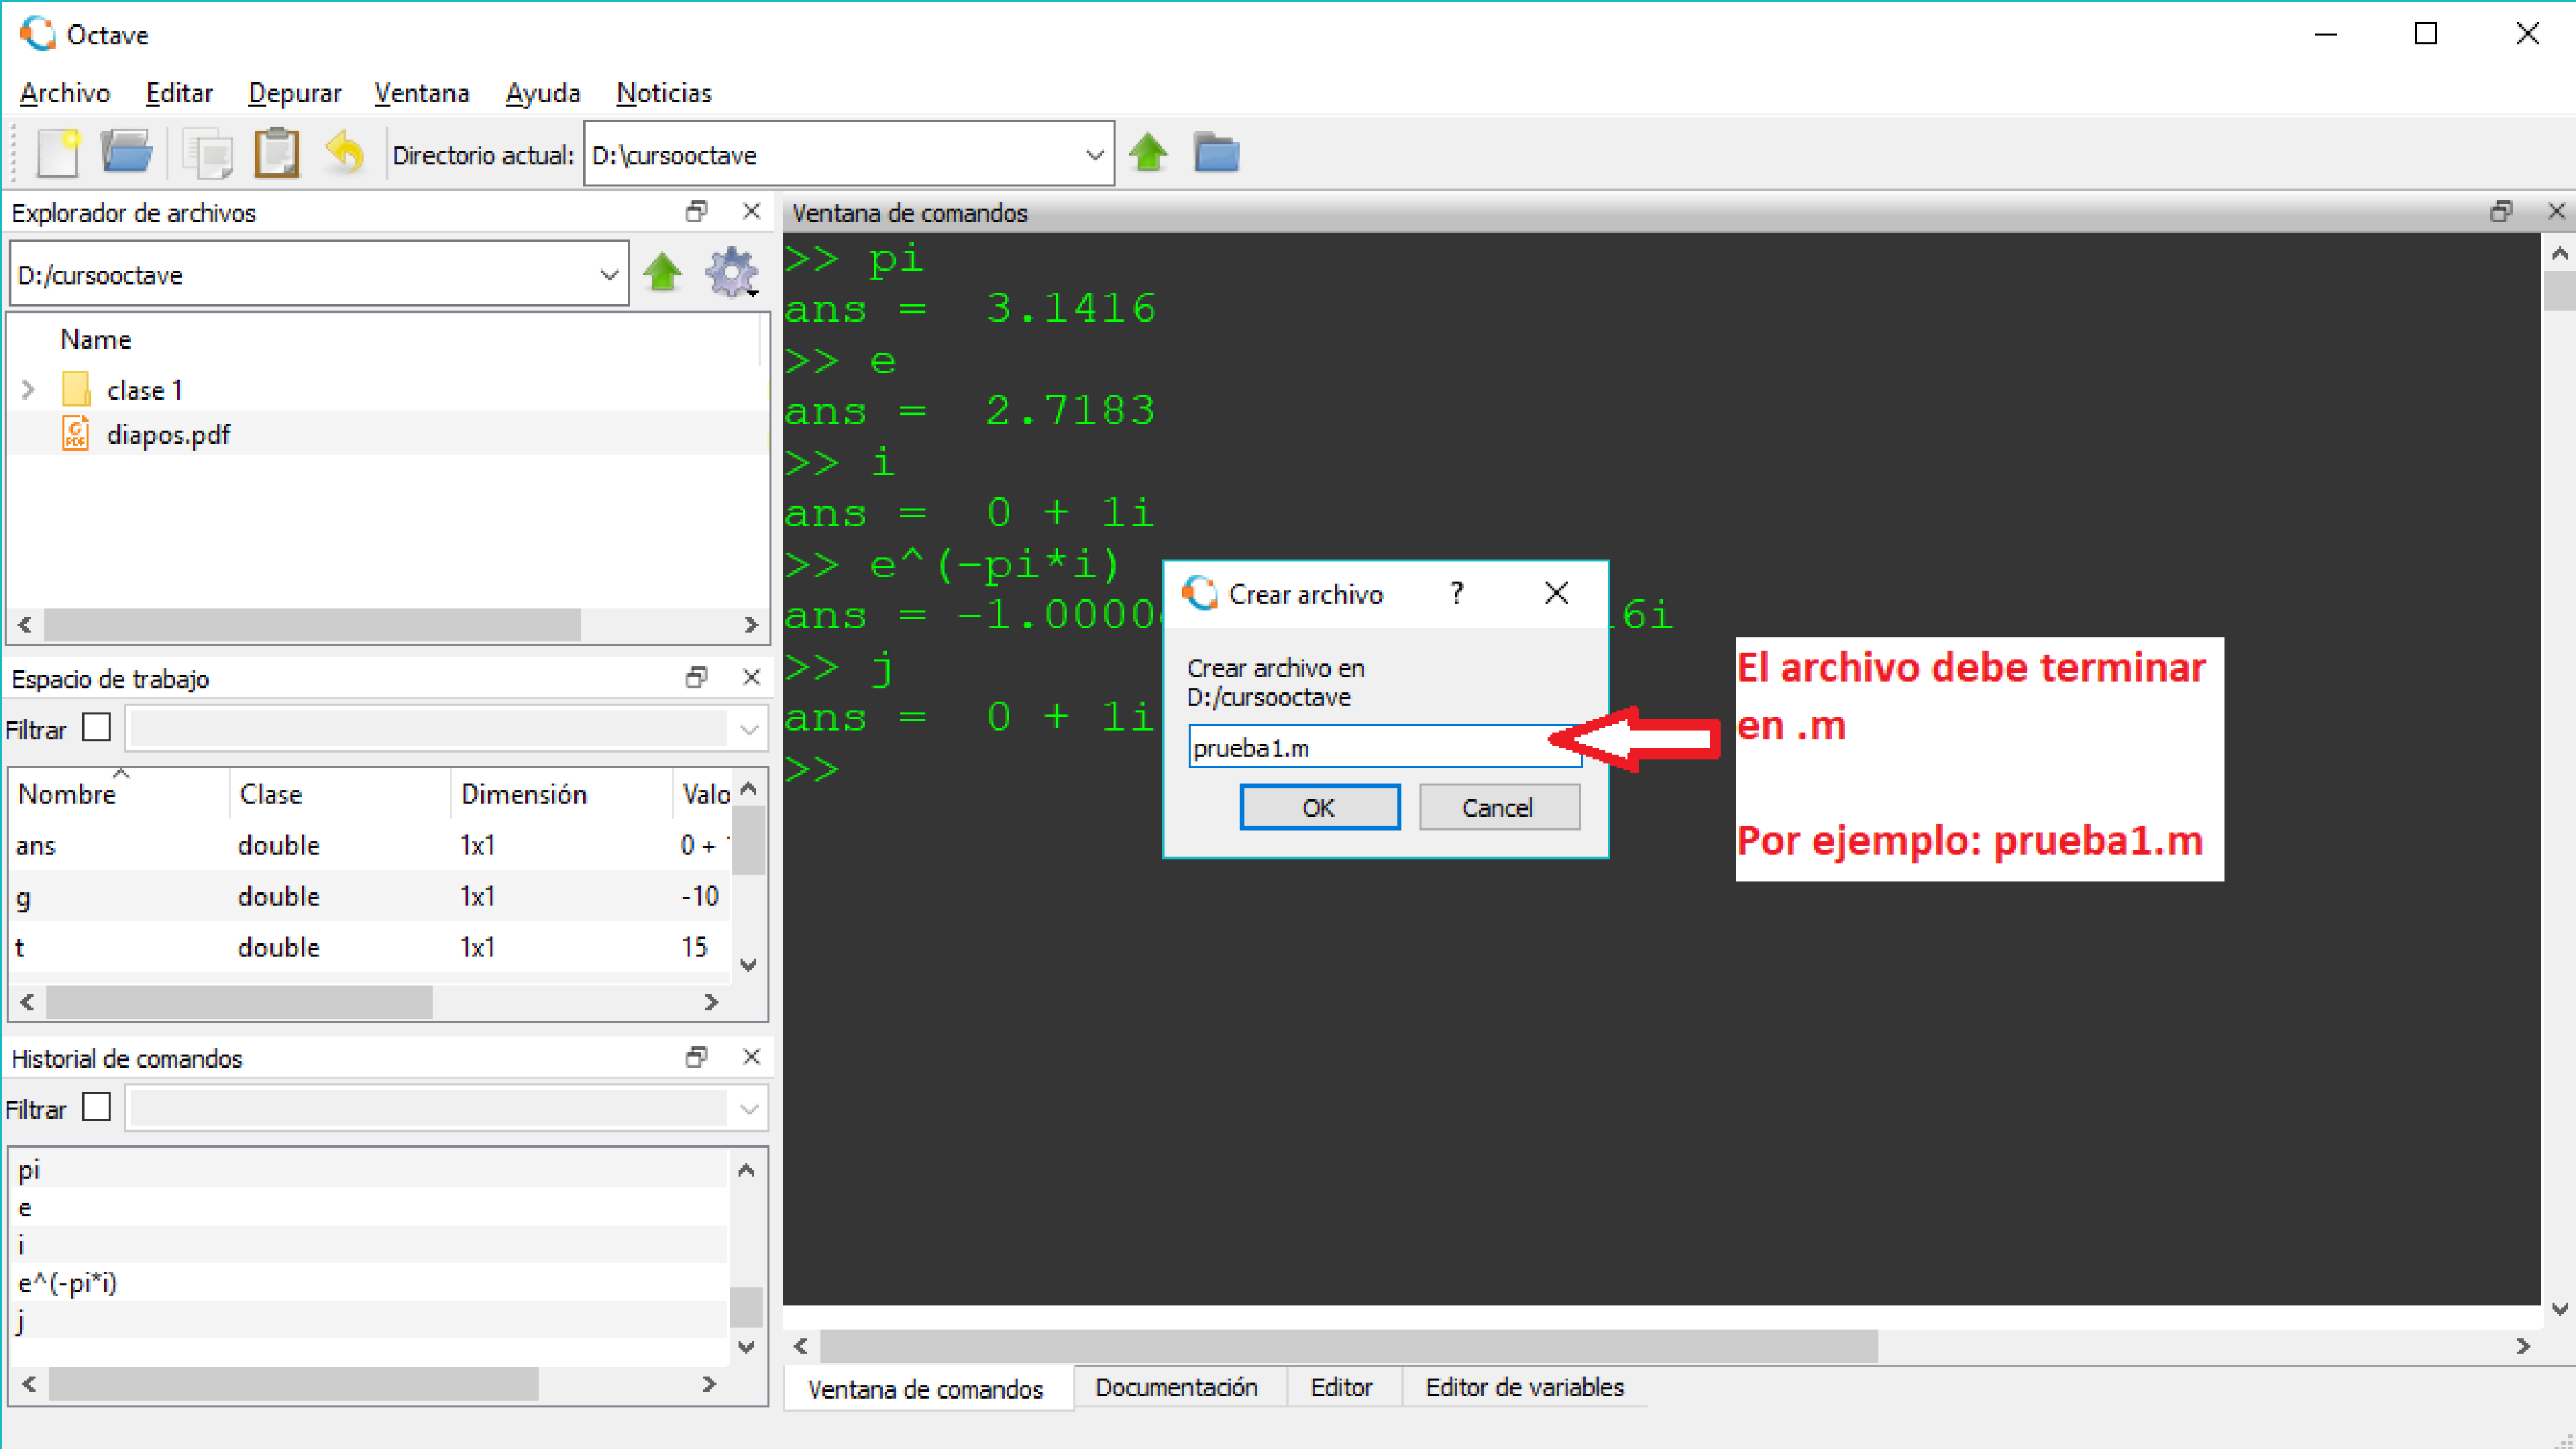 Octave
Archivo Editar Depurar Ventana Ayuda Noticias
Directorio actual: D:\cursooctave
Explorador de archivos
D:/cursooctave
Name
clase 1
diapos.pdf
Espacio de trabajo
Filtrar
Nombre Clase Dimensión Valo
ans double 1x1 0 +
g double 1x1 -10
t double 1x1 15
Historial de comandos
Filtrar
pi
e
i
e^(-pi*i)
j
Ventana de comandos
>> pi
ans = 3.1416
>> e
ans = 2.7183
>> i
ans = 0 + 1i
>> e^(-pi*i)
ans = -1.0000 6i
>> j
ans = 0 + 1i
>>
Crear archivo ?
Crear archivo en
D:/cursooctave
prueba1.m
OK Cancel
El archivo debe terminar
en .m
Por ejemplo: prueba1.m
Ventana de comandos Documentación Editor Editor de variables